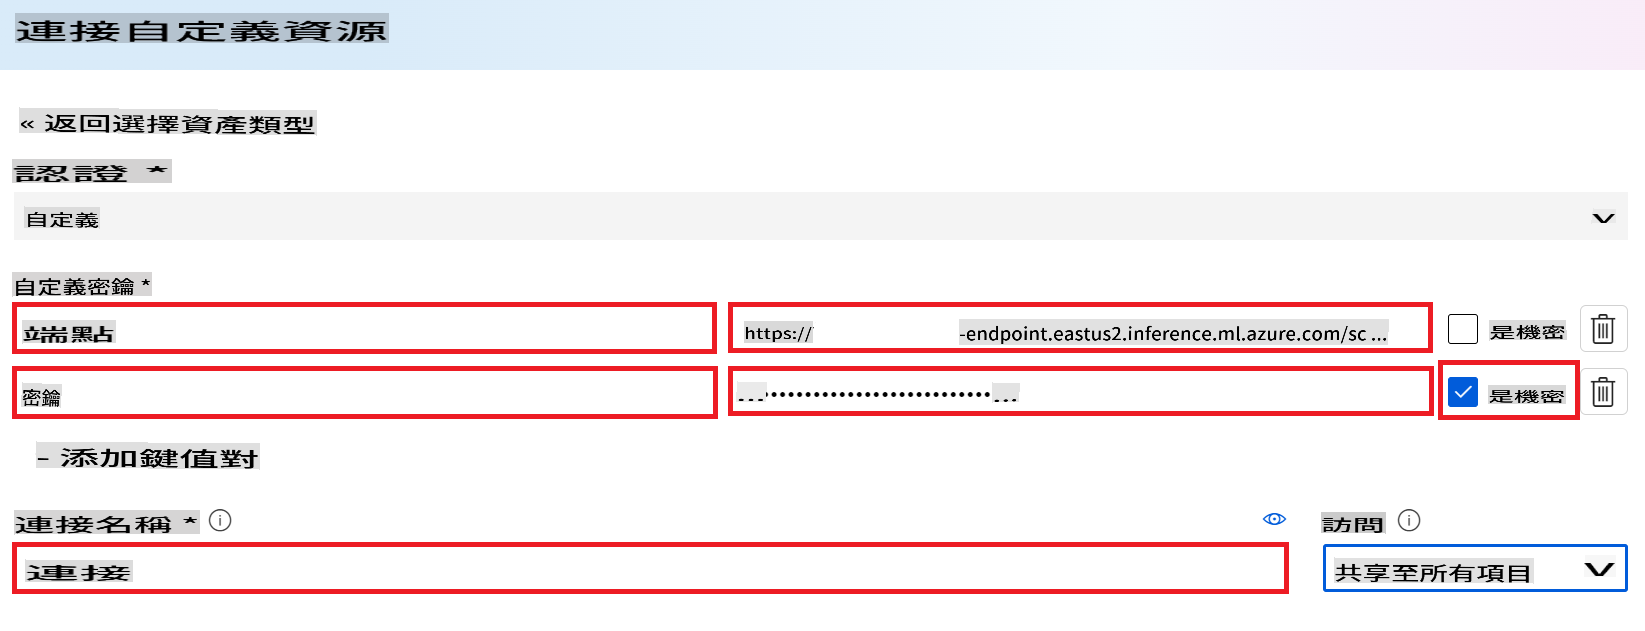 連接自定義資源
« 返回選擇資產類型
認證 *
自定義
自定義密鑰 *
端點 https:// -endpoint.eastus2.inference.ml.azure.com/sc ... 是機密
密鑰 ...••••••••••••••••••••••••••••... 是機密
- 添加鍵值對
連接名稱 * 訪問
連接 共享至所有項目